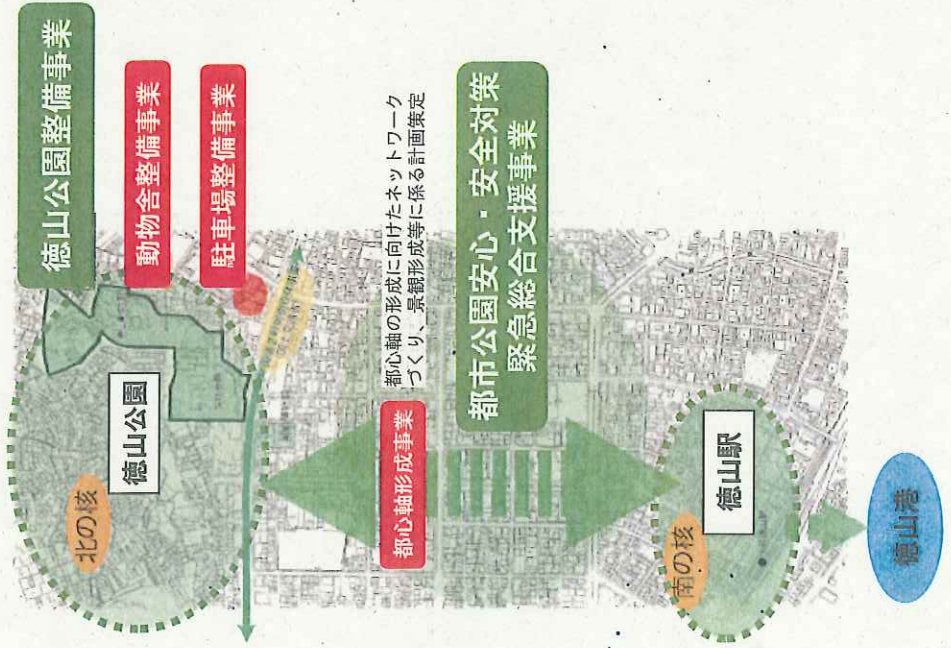 徳山公園整備事業
動物舎整備事業
駐車場整備事業
北の核
徳山公園
都心軸形成事業
都心軸の形成に向けたネットワーク
づくり、景観形成等に係る計画策定
都市公園安心・安全対策
緊急総合支援事業
南の核
徳山駅
徳山港